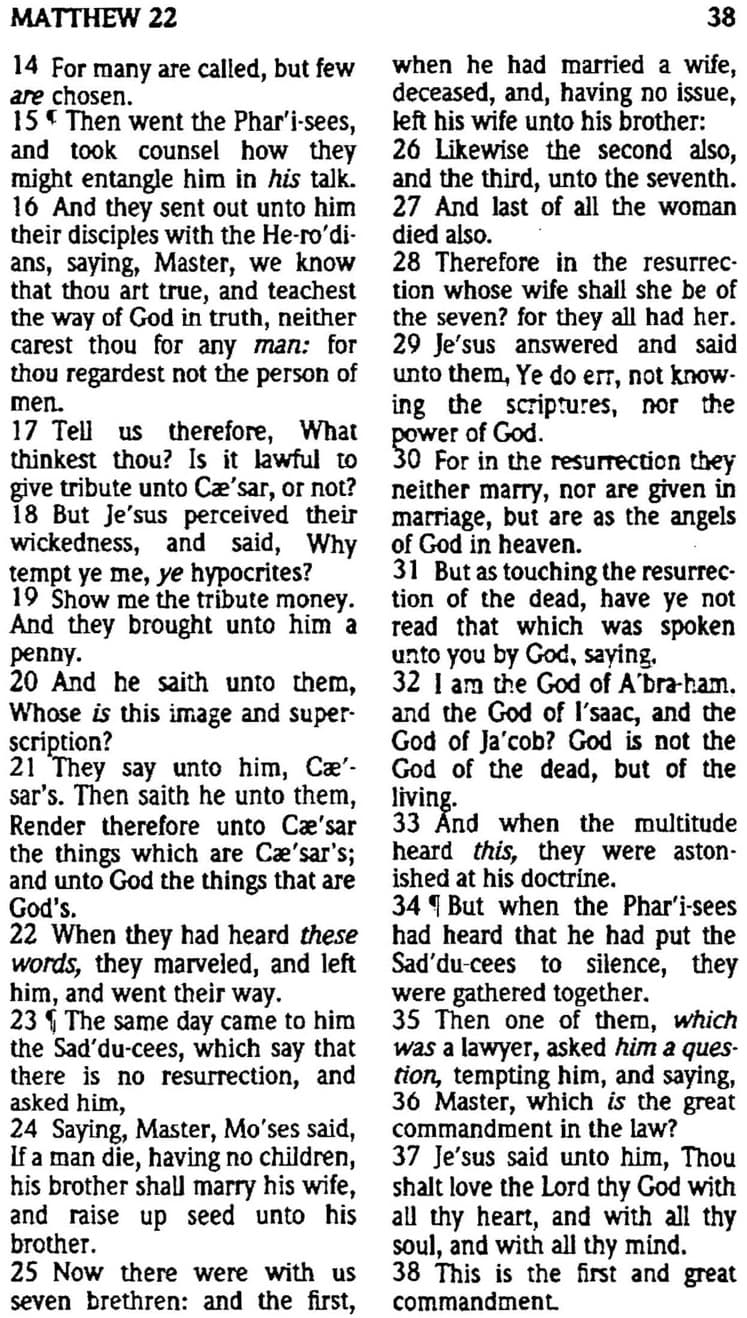 MATTHEW 22 38
14 For many are called, but few
are chosen.
15 ¶ Then went the Phar′i-sees,
and took counsel how they
might entangle him in his talk.
16 And they sent out unto him
their disciples with the He-ro′di-
ans, saying, Master, we know
that thou art true, and teachest
the way of God in truth, neither
carest thou for any man: for
thou regardest not the person of
men.
17 Tell us therefore, What
thinkest thou? Is it lawful to
give tribute unto Cæ′sar, or not?
18 But Je′sus perceived their
wickedness, and said, Why
tempt ye me, ye hypocrites?
19 Show me the tribute money.
And they brought unto him a
penny.
20 And he saith unto them,
Whose is this image and super-
scription?
21 They say unto him, Cæ′-
sar's. Then saith he unto them,
Render therefore unto Cæ′sar
the things which are Cæ′sar's;
and unto God the things that are
God's.
22 When they had heard these
words, they marveled, and left
him, and went their way.
23 ¶ The same day came to him
the Sad′du-cees, which say that
there is no resurrection, and
asked him,
24 Saying, Master, Mo′ses said,
If a man die, having no children,
his brother shall marry his wife,
and raise up seed unto his
brother.
25 Now there were with us
seven brethren: and the first,
when he had married a wife,
deceased, and, having no issue,
left his wife unto his brother:
26 Likewise the second also,
and the third, unto the seventh.
27 And last of all the woman
died also.
28 Therefore in the resurrec-
tion whose wife shall she be of
the seven? for they all had her.
29 Je′sus answered and said
unto them, Ye do err, not know-
ing the scriptures, nor the
power of God.
30 For in the resurrection they
neither marry, nor are given in
marriage, but are as the angels
of God in heaven.
31 But as touching the resurrec-
tion of the dead, have ye not
read that which was spoken
unto you by God, saying,
32 I am the God of A′bra-ham,
and the God of I′saac, and the
God of Ja′cob? God is not the
God of the dead, but of the
living.
33 And when the multitude
heard this, they were aston-
ished at his doctrine.
34 ¶ But when the Phar′i-sees
had heard that he had put the
Sad′du-cees to silence, they
were gathered together.
35 Then one of them, which
was a lawyer, asked him a ques-
tion, tempting him, and saying,
36 Master, which is the great
commandment in the law?
37 Je′sus said unto him, Thou
shalt love the Lord thy God with
all thy heart, and with all thy
soul, and with all thy mind.
38 This is the first and great
commandment.